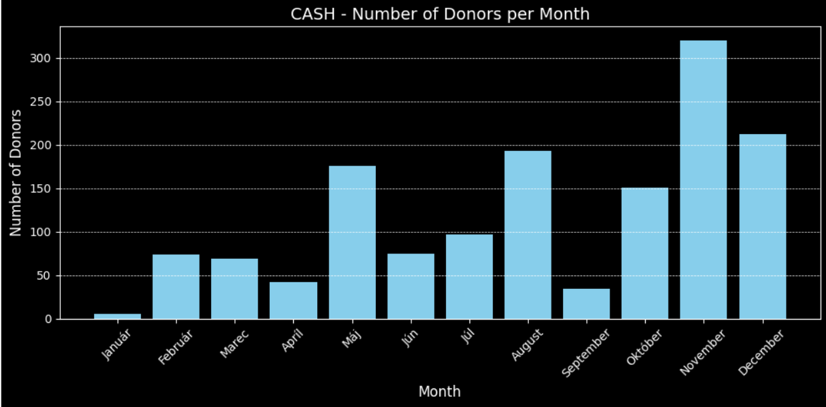 CASH - Number of Donors per Month
Number of Donors
300
250
200
150
100
50
0
Január
Február
Marec
Apríl
Máj
Jún
Júl
August
September
Október
November
December
Month